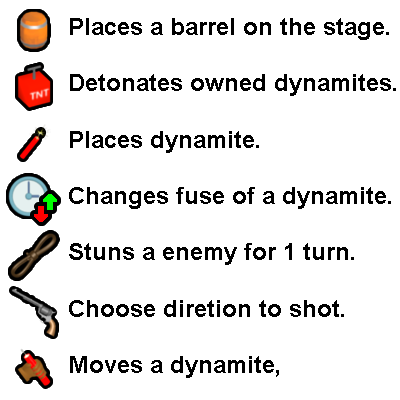 Places a barrel on the stage.
TNT
Detonates owned dynamites.
Places dynamite.
Changes fuse of a dynamite.
Stuns a enemy for 1 turn.
Choose diretion to shot.
Moves a dynamite,